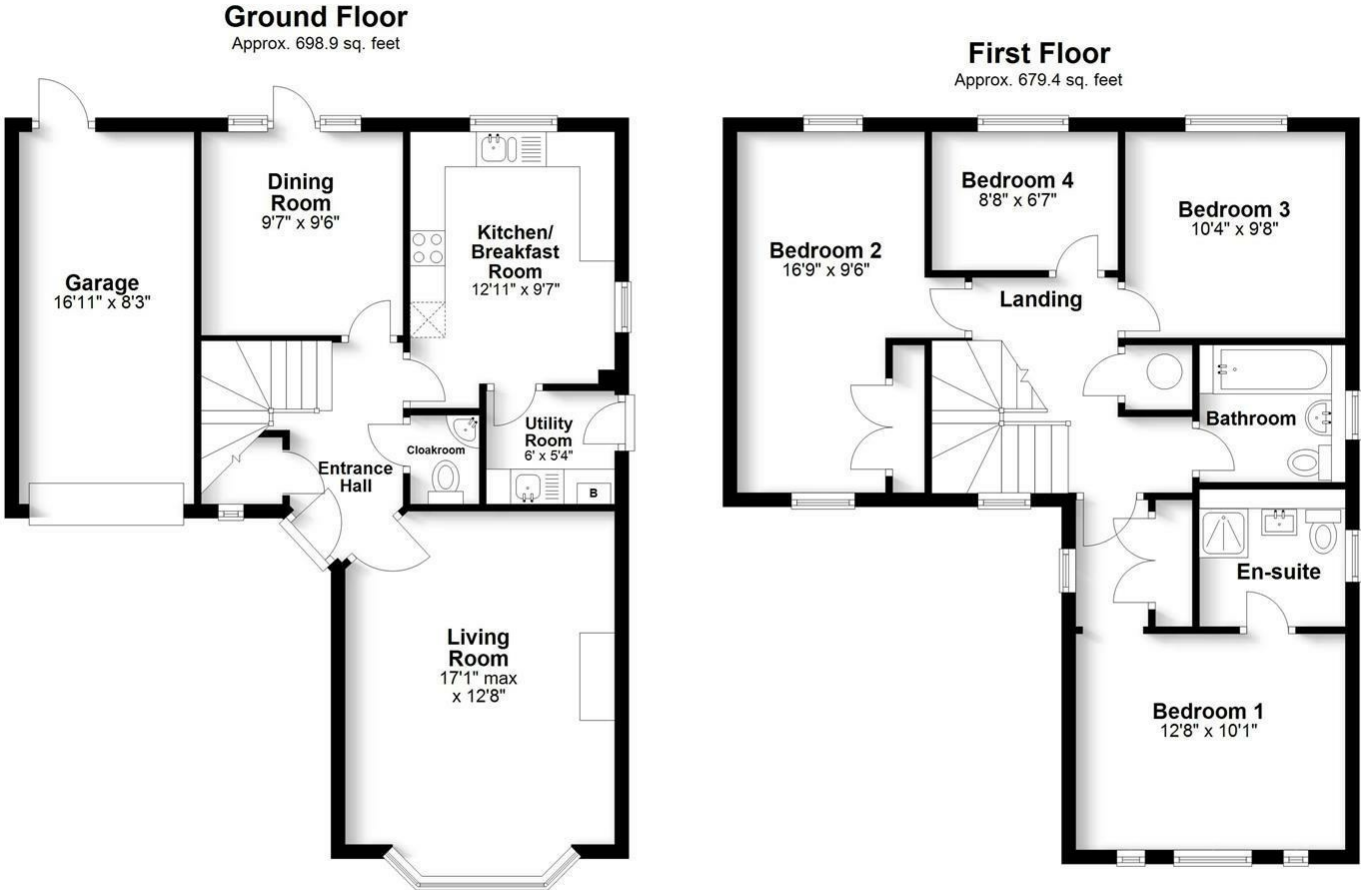 Ground Floor
Approx. 698.9 sq. feet
Dining
Room
9'7" x 9'6"
Kitchen/
Breakfast
Room
12'11" x 9'7"
Garage
16'11" x 8'3"
Utility
Room
6' x 5'4"
Cloakroom
Entrance
Hall
B
Living
Room
17'1" max
x 12'8"
First Floor
Approx. 679.4 sq. feet
Bedroom 4
8'8" x 6'7"
Bedroom 3
10'4" x 9'8"
Bedroom 2
16'9" x 9'6"
Landing
Bathroom
En-suite
Bedroom 1
12'8" x 10'1"